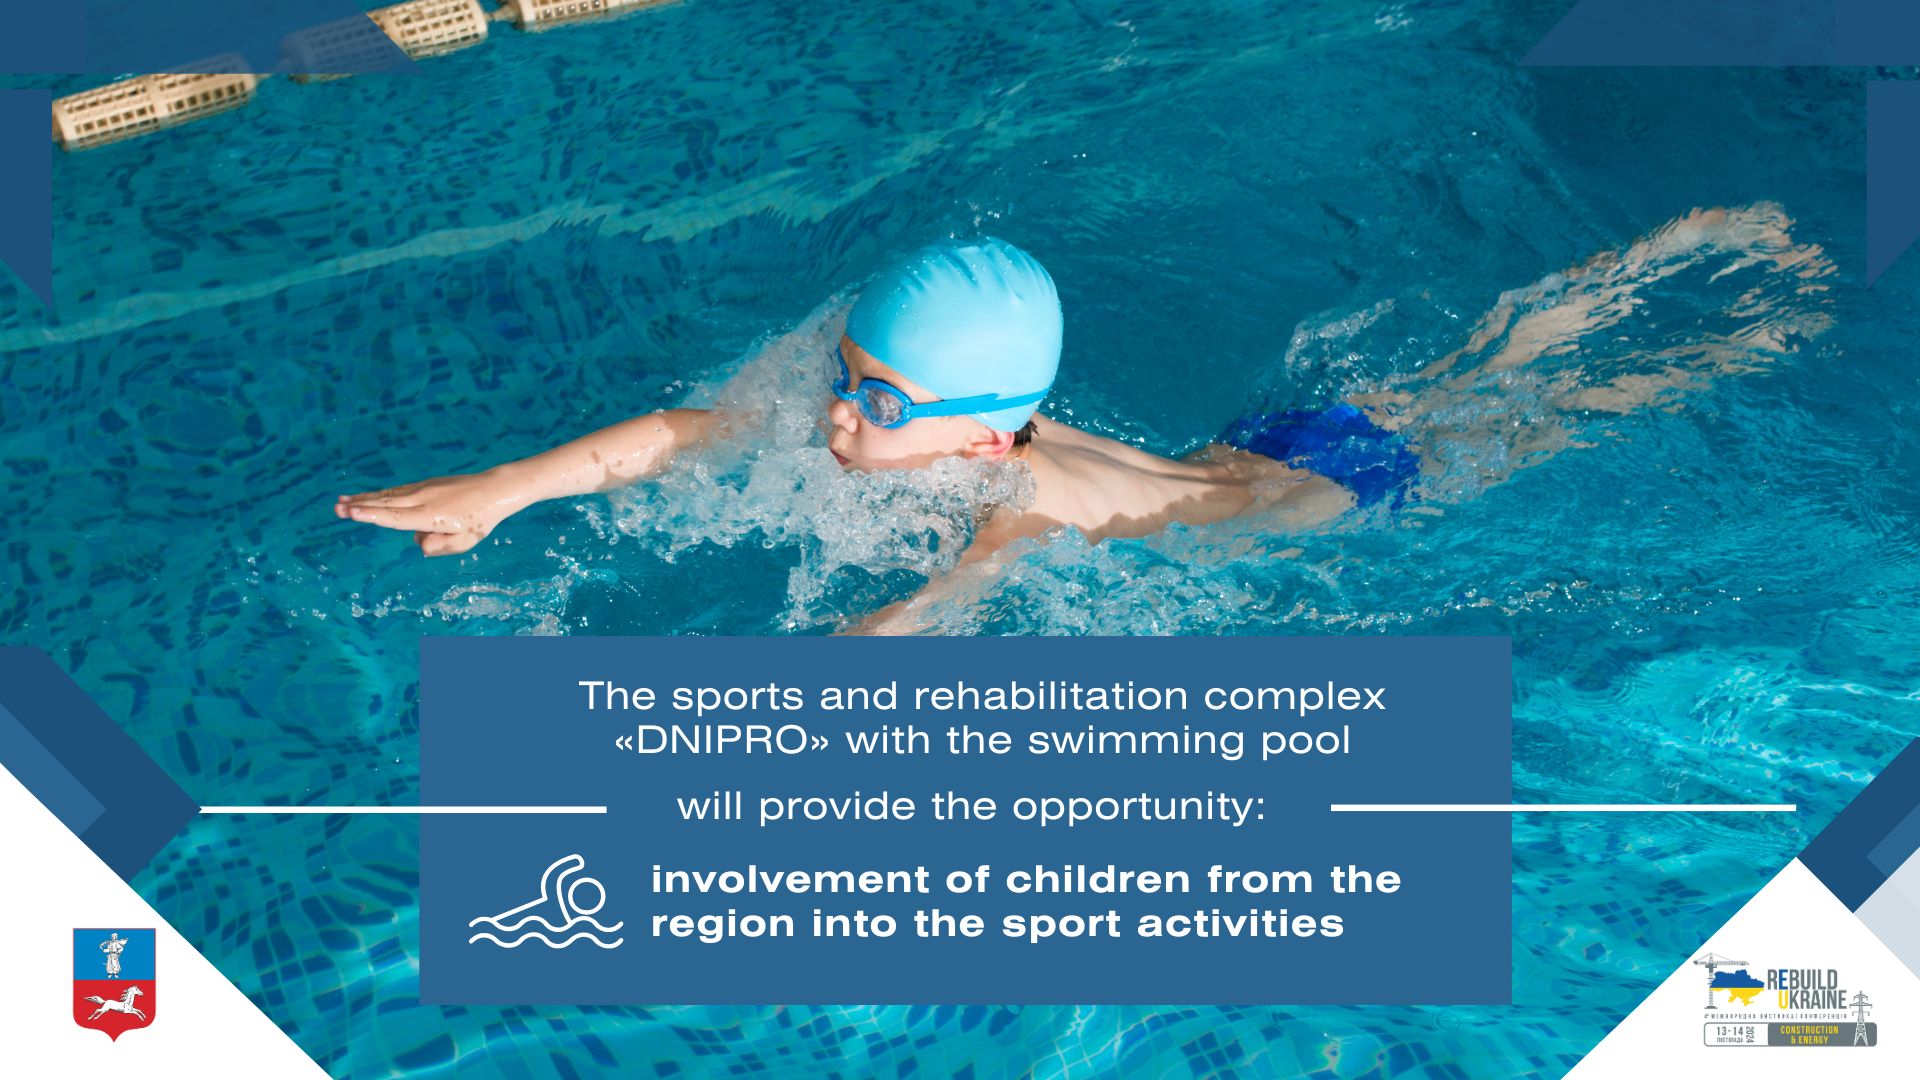 The sports and rehabilitation complex
«DNIPRO» with the swimming pool
will provide the opportunity:
involvement of children from the
region into the sport activities
REBUILD
UKRAINE
4А МІЖНАРОДНА ВИСТАВКА І КОНФЕРЕНЦІЯ
13-14
ЛИСТОПАДА
2024
CONSTRUCTION
& ENERGY